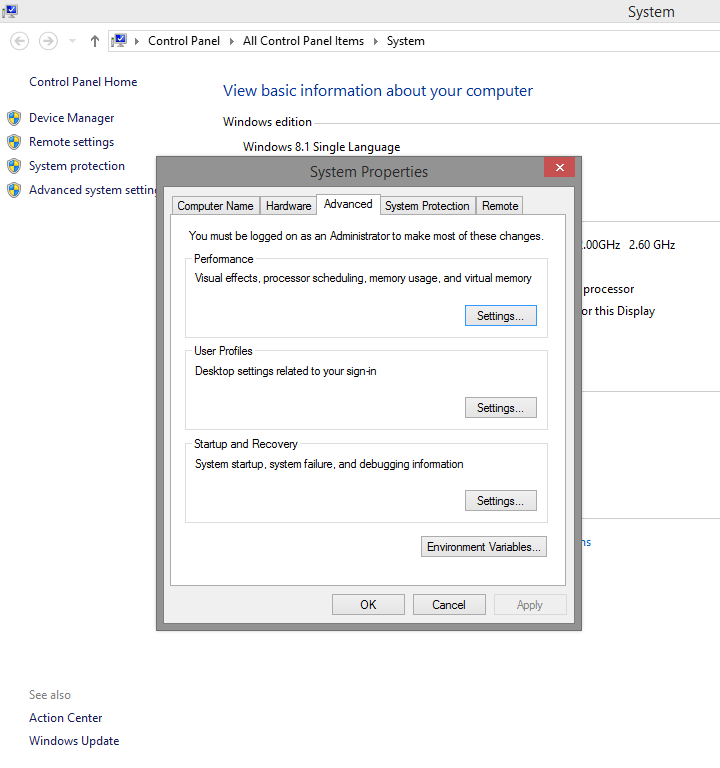 System
Control Panel All Control Panel Items System
Control Panel Home
Device Manager
Remote settings
System protection
Advanced system setting
View basic information about your computer
Windows edition
Windows 8.1 Single Language
System Properties
Computer Name Hardware Advanced System Protection Remote
You must be logged on as an Administrator to make most of these changes.
Performance
Visual effects, processor scheduling, memory usage, and virtual memory
Settings...
User Profiles
Desktop settings related to your sign-in
Settings...
Startup and Recovery
System startup, system failure, and debugging information
Settings...
Environment Variables...
OK Cancel Apply
.00GHz 2.60 GHz
processor
or this Display
ns
See also
Action Center
Windows Update